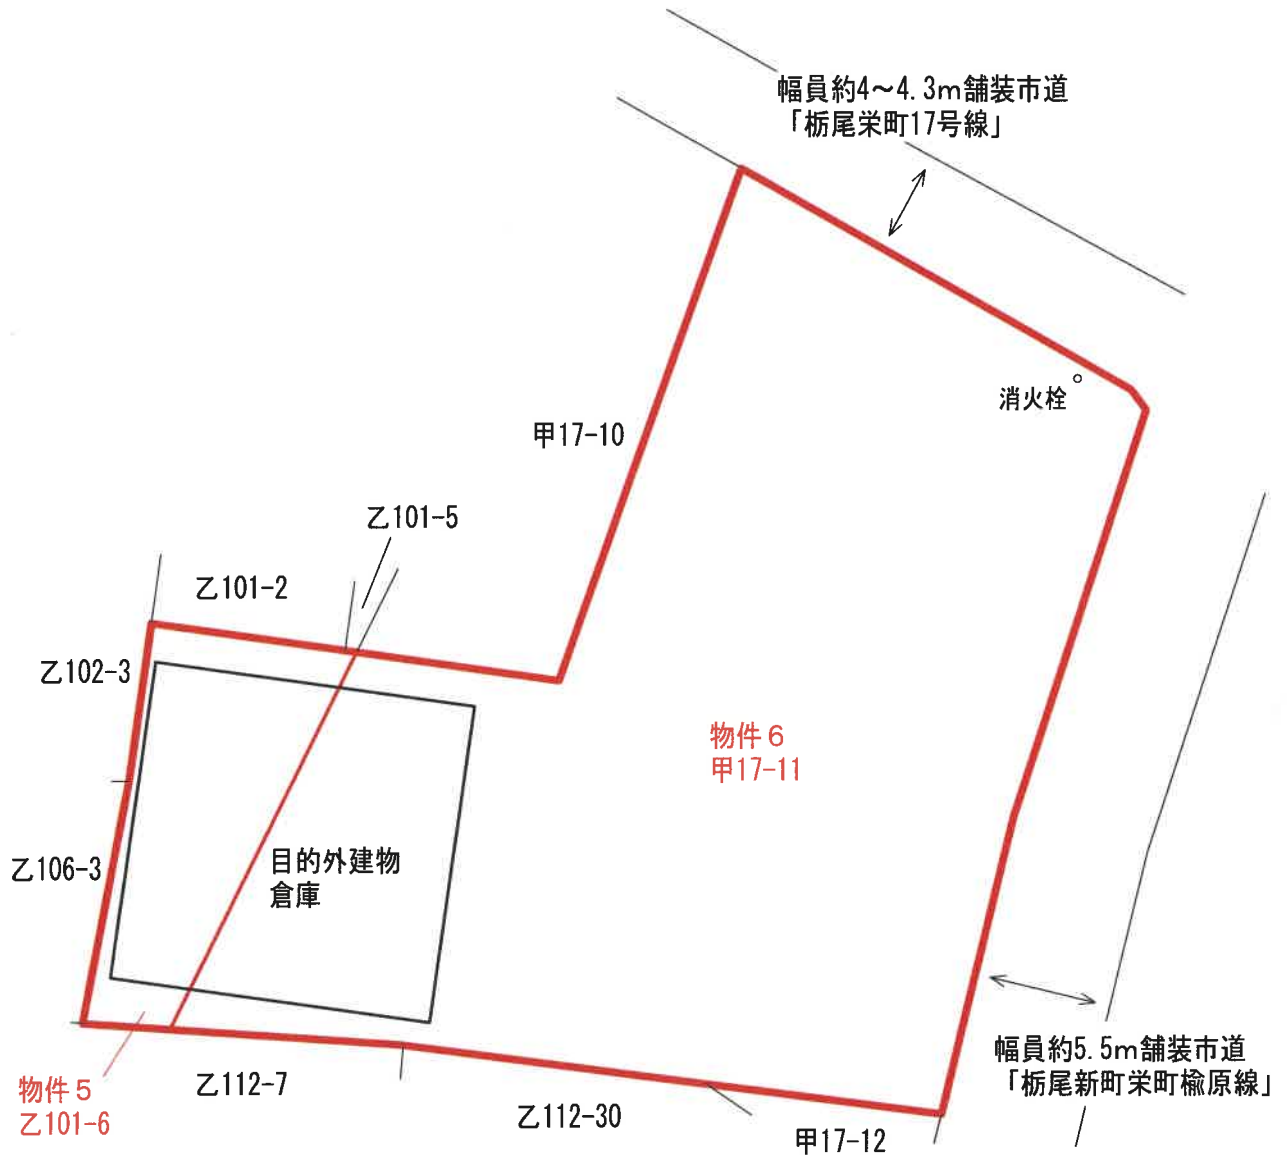 幅員約4～4.3m舗装市道
「栃尾栄町17号線」
消火栓
甲17-10
乙101-5
乙101-2
乙102-3
物件６
甲17-11
乙106-3
目的外建物
倉庫
幅員約5.5m舗装市道
「栃尾新町栄町楡原線」
物件５
乙101-6
乙112-7
乙112-30
甲17-12